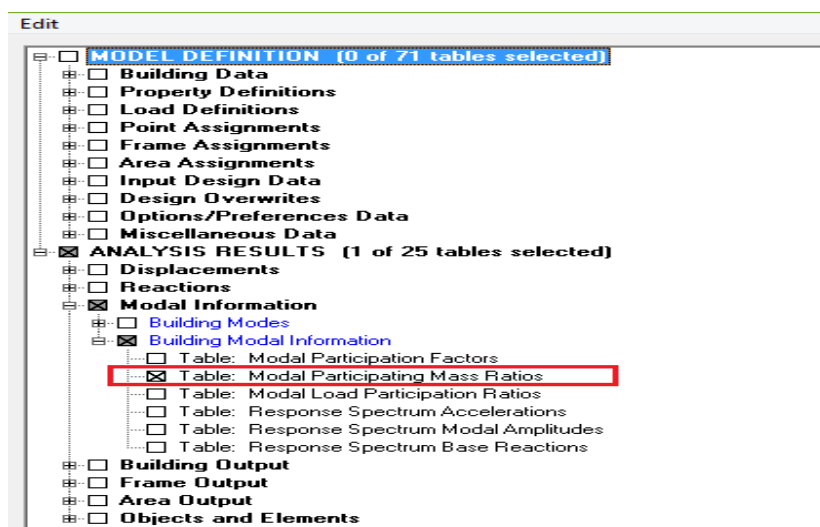 Edit
MODEL DEFINITION (0 of 71 tables selected)
Building Data
Property Definitions
Load Definitions
Point Assignments
Frame Assignments
Area Assignments
Input Design Data
Design Overwrites
Options/Preferences Data
Miscellaneous Data
ANALYSIS RESULTS (1 of 25 tables selected)
Displacements
Reactions
Modal Information
Building Modes
Building Modal Information
Table: Modal Participation Factors
Table: Modal Participating Mass Ratios
Table: Modal Load Participation Ratios
Table: Response Spectrum Accelerations
Table: Response Spectrum Modal Amplitudes
Table: Response Spectrum Base Reactions
Building Output
Frame Output
Area Output
Objects and Elements